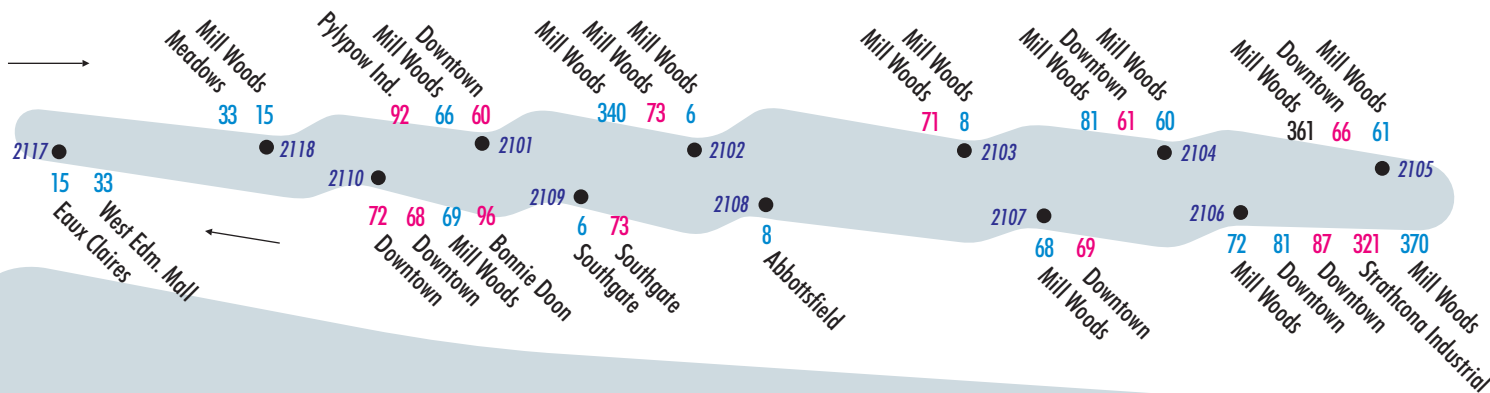 Meadows
Mill Woods
33 15
2118
Pylypow Ind.
Mill Woods
Downtown
92 66 60
2101
Mill Woods
Mill Woods
Mill Woods
340 73 6
2102
Mill Woods
Mill Woods
71 8
2103
Mill Woods
Downtown
Mill Woods
81 61 60
2104
Mill Woods
Downtown
Mill Woods
361 66 61
2105
2117
15 33
Eaux Claires
West Edm. Mall
2110
72 68 69 96
Downtown
Downtown
Mill Woods
Bonnie Doon
2109
6 73
Southgate
Southgate
2108
8
Abbottsfield
2107
68 69
Mill Woods
Downtown
2106
72 81 87 321 370
Mill Woods
Downtown
Downtown
Strathcona Industrial
Mill Woods